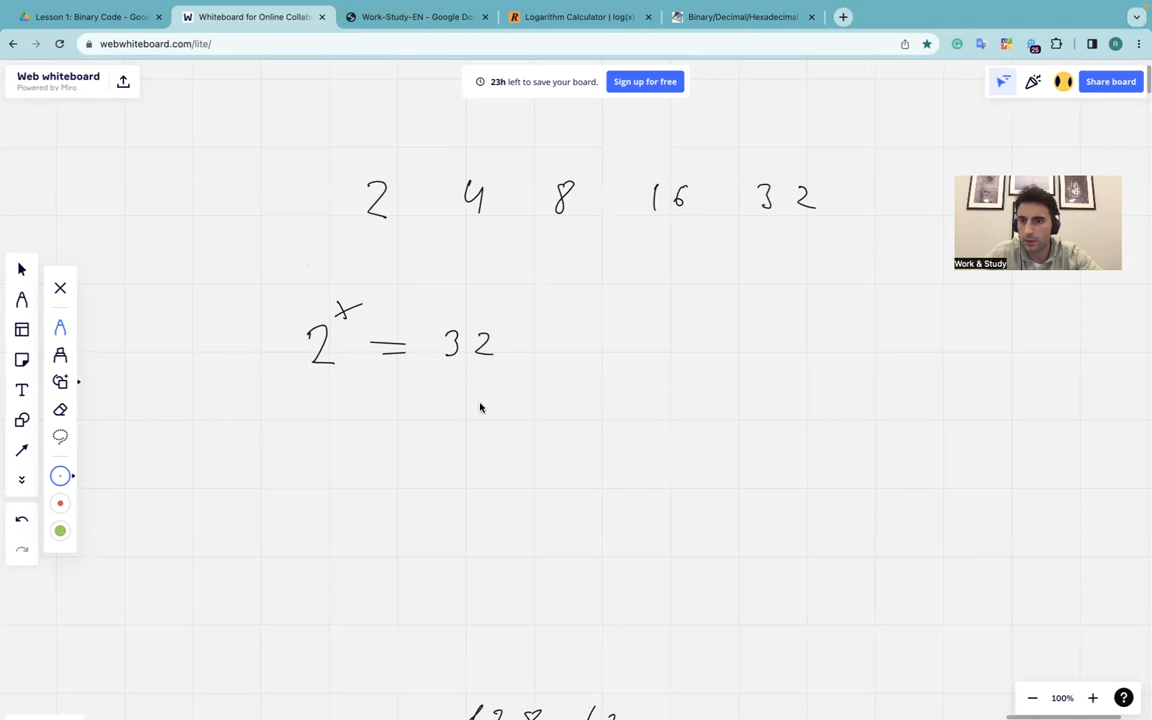 Lesson 1: Binary Code - Goo
Whiteboard for Online Collab
Work-Study-EN - Google Do
Logarithm Calculator | log(x)
Binary/Decimal/Hexadecimal
webwhiteboard.com/lite/
25
R
Web whiteboard
Powered by Miro
23h left to save your board.
Sign up for free
Share board
2 4 8 16 32
Work & Study
2^x = 32
T
100%
?